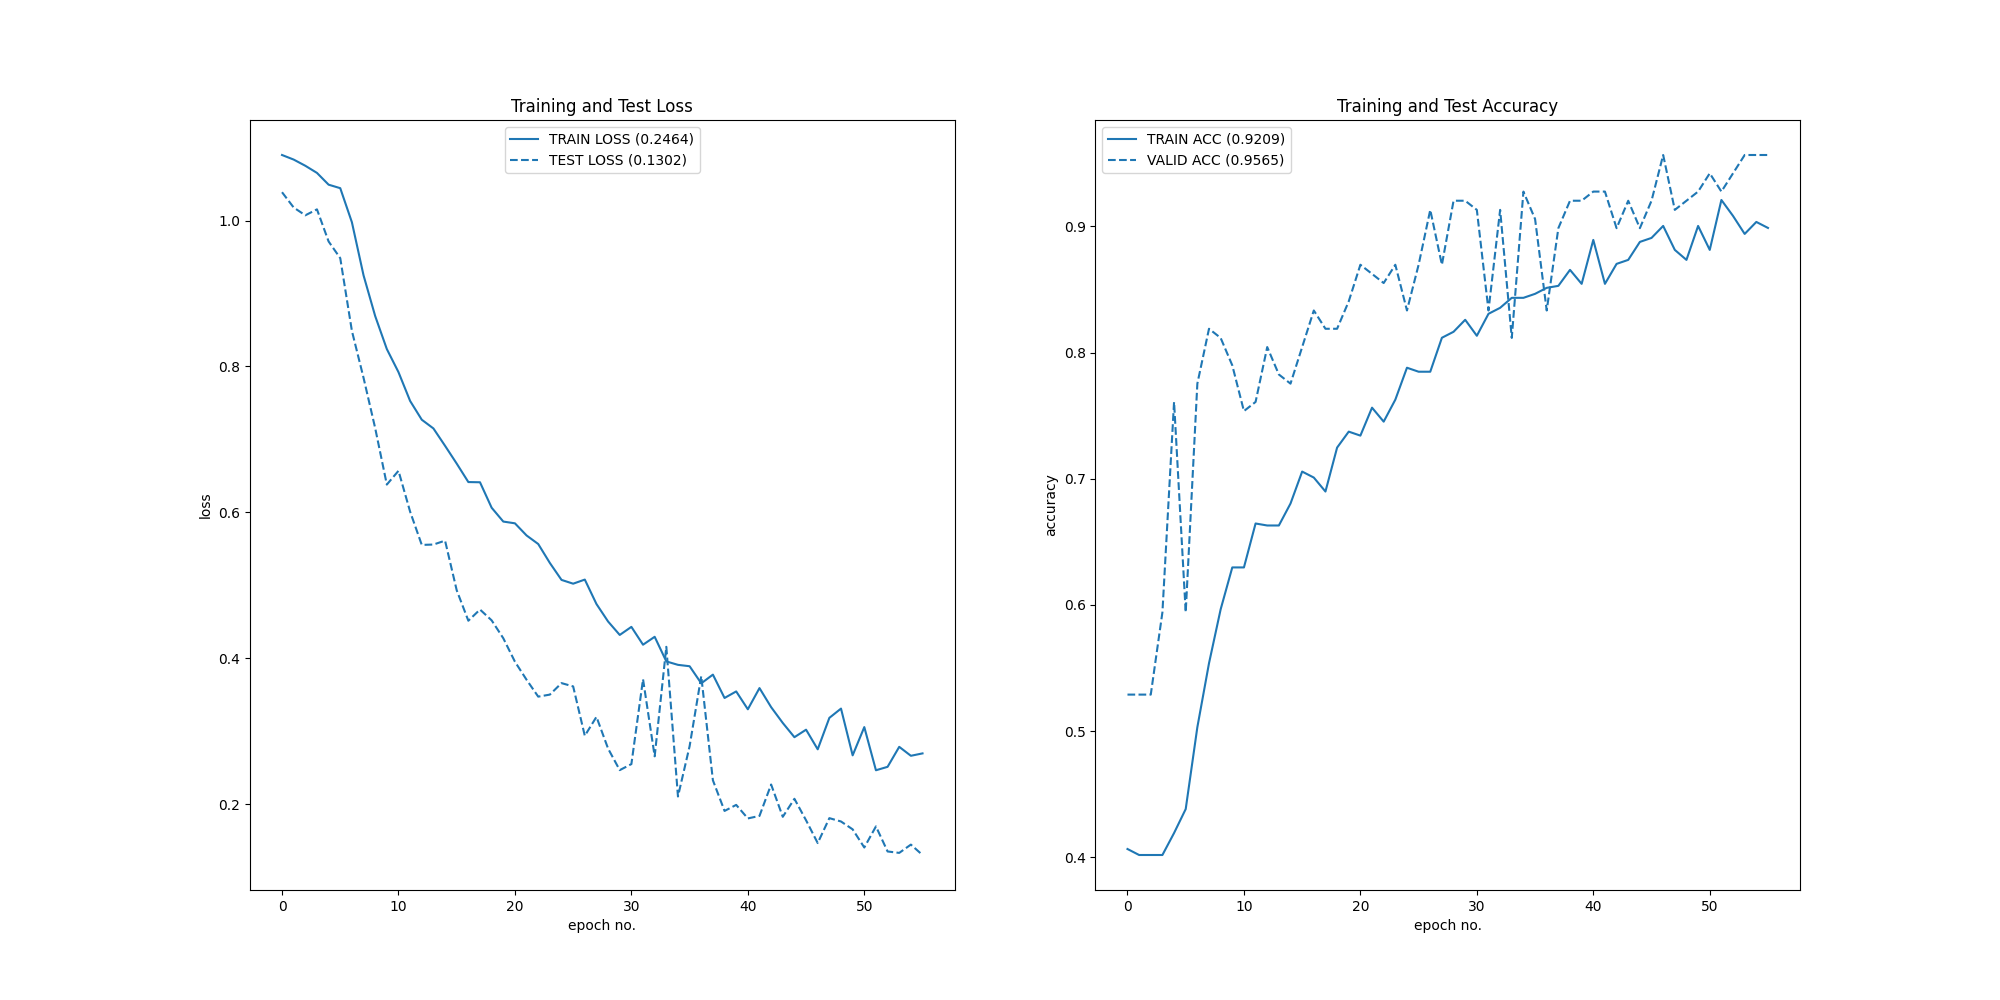 Training and Test Loss
TRAIN LOSS (0.2464)
TEST LOSS (0.1302)
1.0
0.8
0.6
0.4
0.2
loss
0 10 20 30 40 50
epoch no.
Training and Test Accuracy
TRAIN ACC (0.9209)
VALID ACC (0.9565)
0.9
0.8
0.7
0.6
0.5
0.4
accuracy
0 10 20 30 40 50
epoch no.